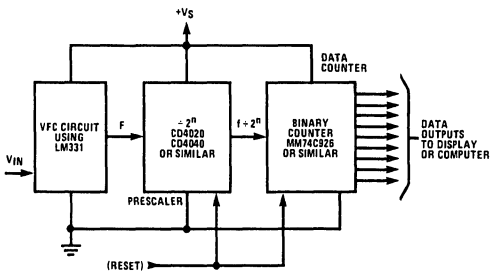 +VS
DATA
COUNTER
VFC CIRCUIT
USING
LM331
F
÷ 2ⁿ
CD4020
CD4040
OR SIMILAR
f ÷ 2ⁿ
BINARY
COUNTER
MM74C926
OR SIMILAR
DATA
OUTPUTS
TO DISPLAY
OR COMPUTER
VIN
PRESCALER
(RESET)